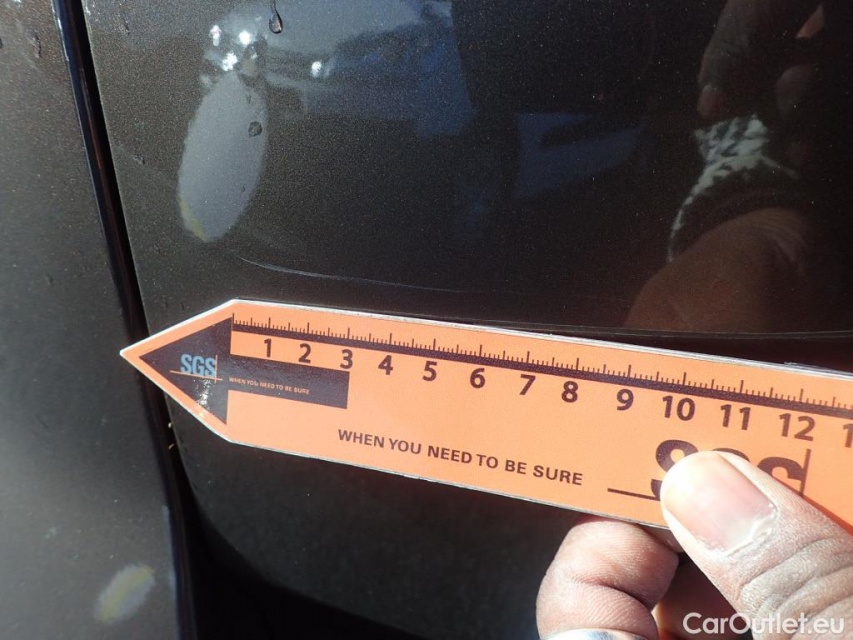 1 2 3 4 5 6 7 8 9 10 11 12 1
SGS
WHEN YOU NEED TO BE SURE
WHEN YOU NEED TO BE SURE
SGS
CarOutlet.eu